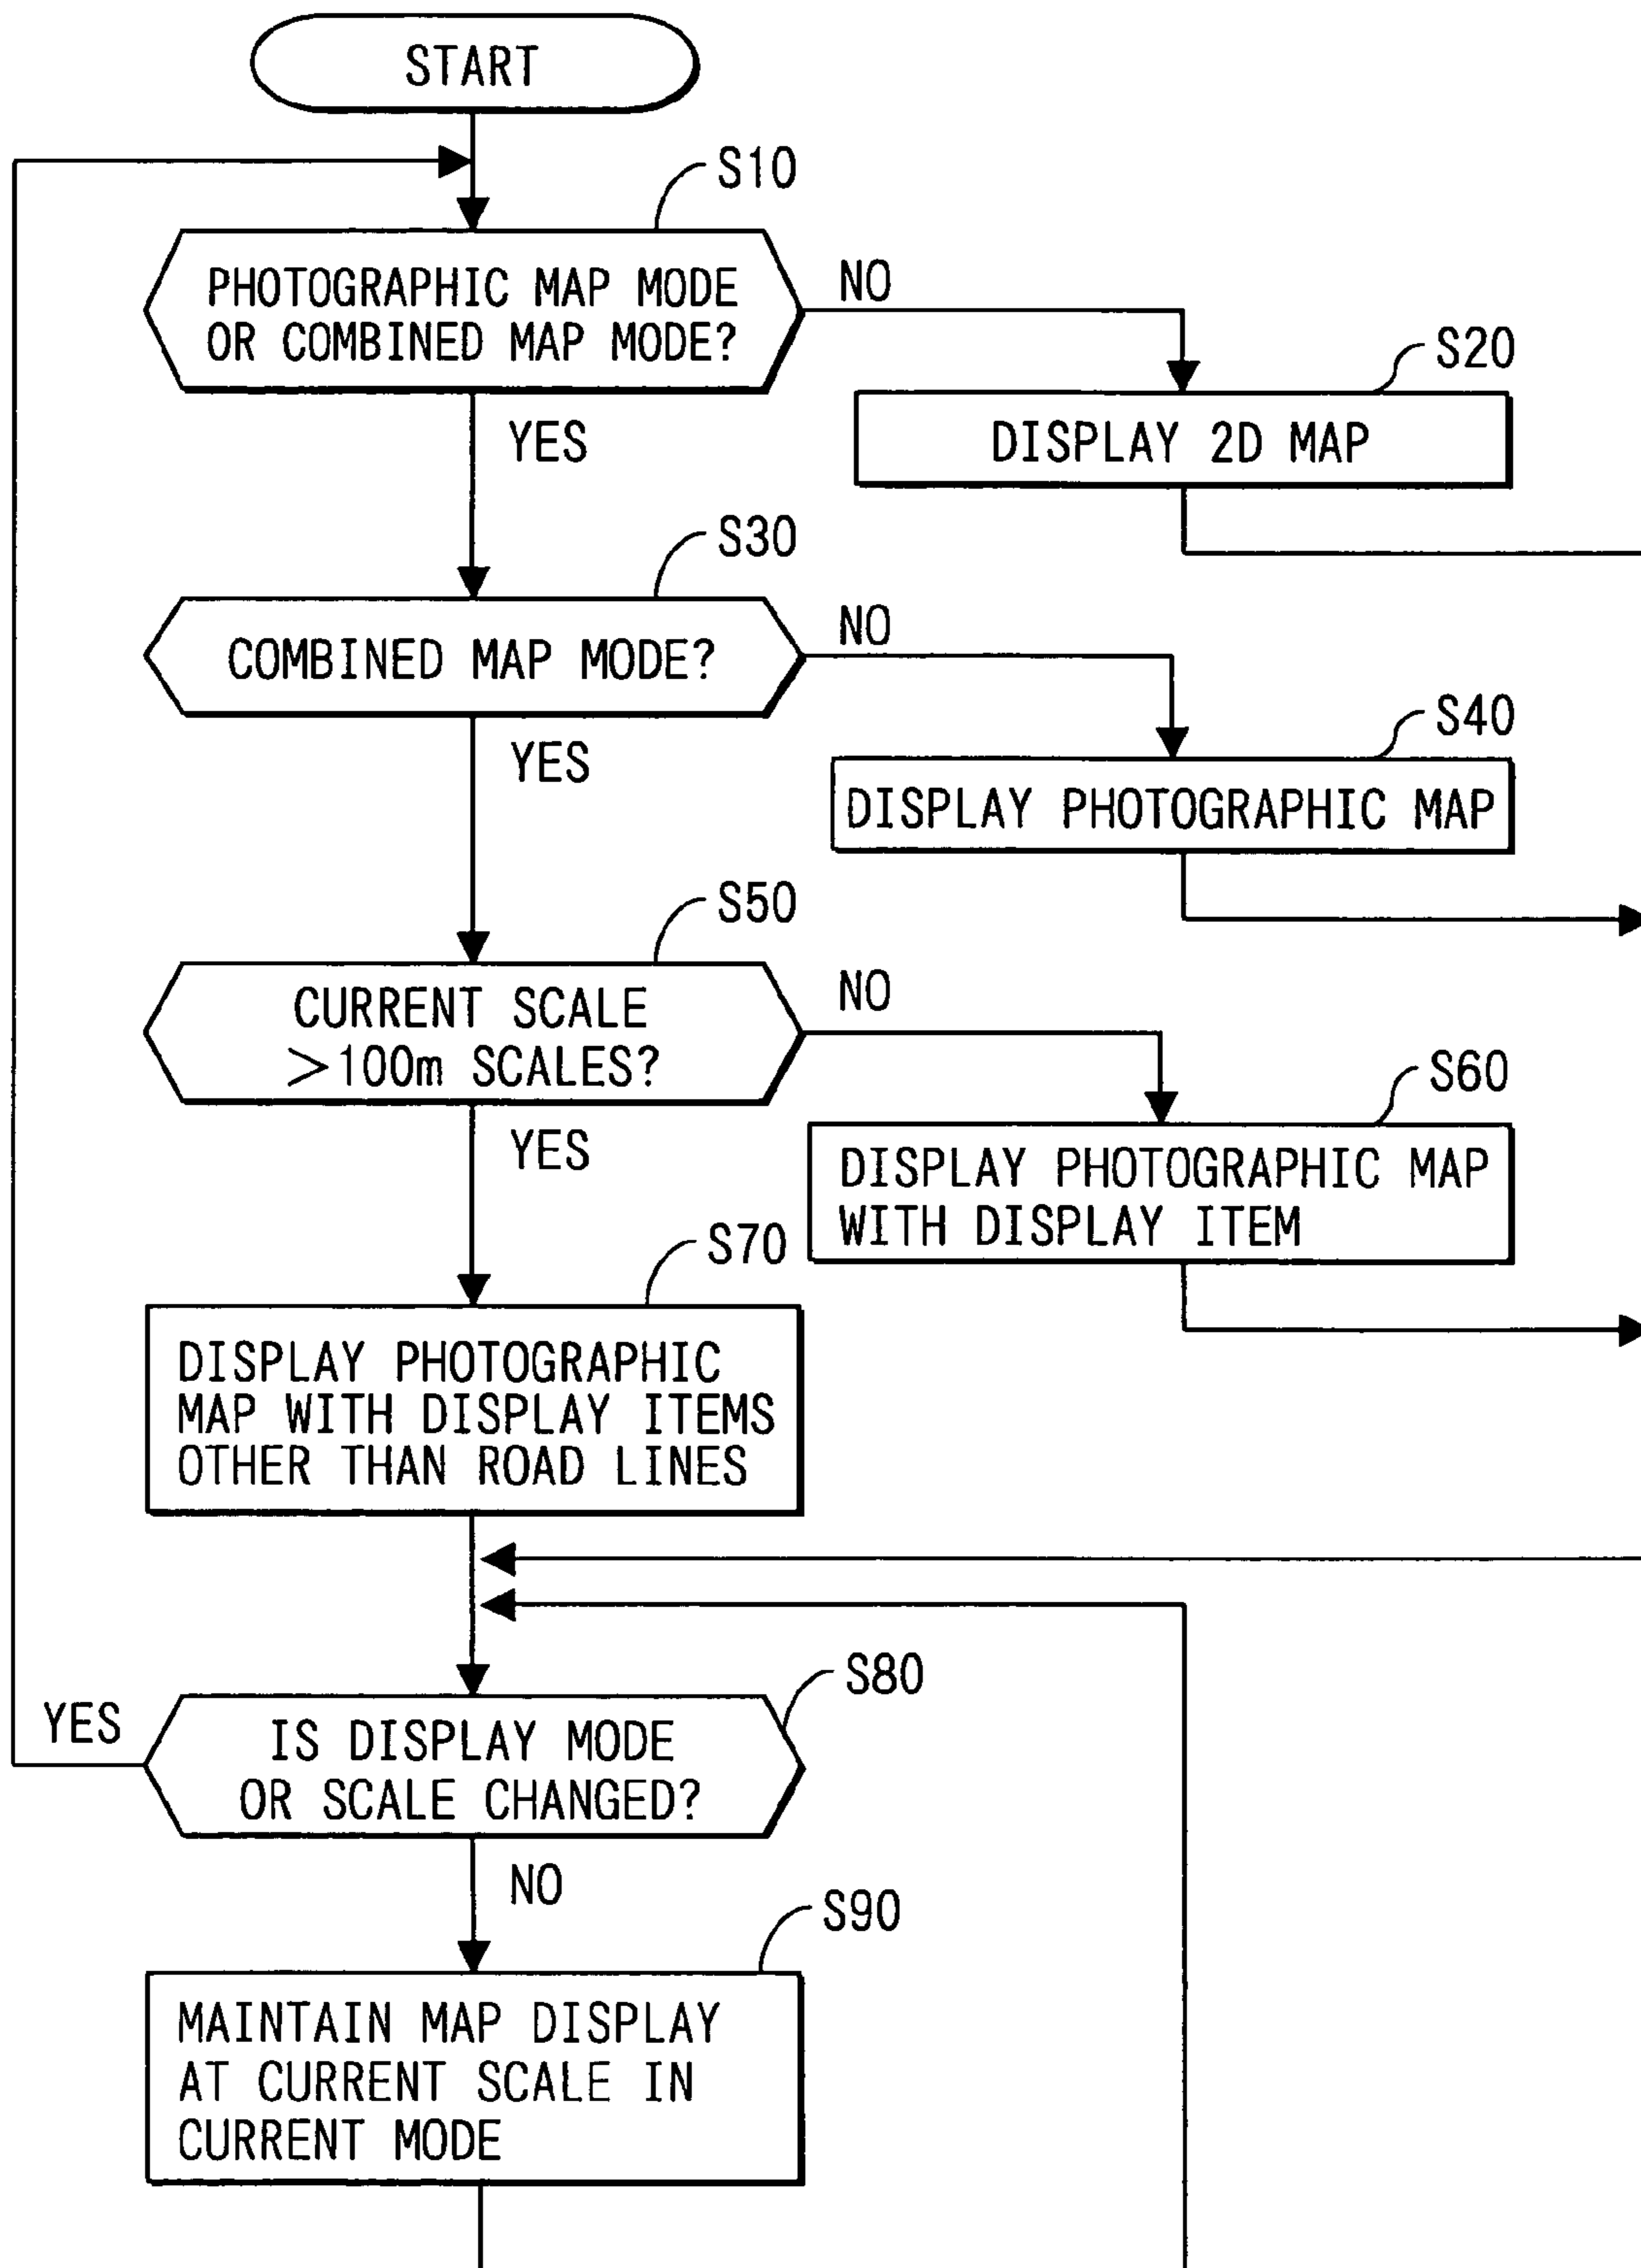 START
S10
PHOTOGRAPHIC MAP MODE
OR COMBINED MAP MODE?
NO
YES
S20
DISPLAY 2D MAP
S30
COMBINED MAP MODE?
NO
YES
S40
DISPLAY PHOTOGRAPHIC MAP
S50
CURRENT SCALE
>100m SCALES?
NO
YES
S60
DISPLAY PHOTOGRAPHIC MAP
WITH DISPLAY ITEM
S70
DISPLAY PHOTOGRAPHIC
MAP WITH DISPLAY ITEMS
OTHER THAN ROAD LINES
S80
YES
IS DISPLAY MODE
OR SCALE CHANGED?
NO
S90
MAINTAIN MAP DISPLAY
AT CURRENT SCALE IN
CURRENT MODE